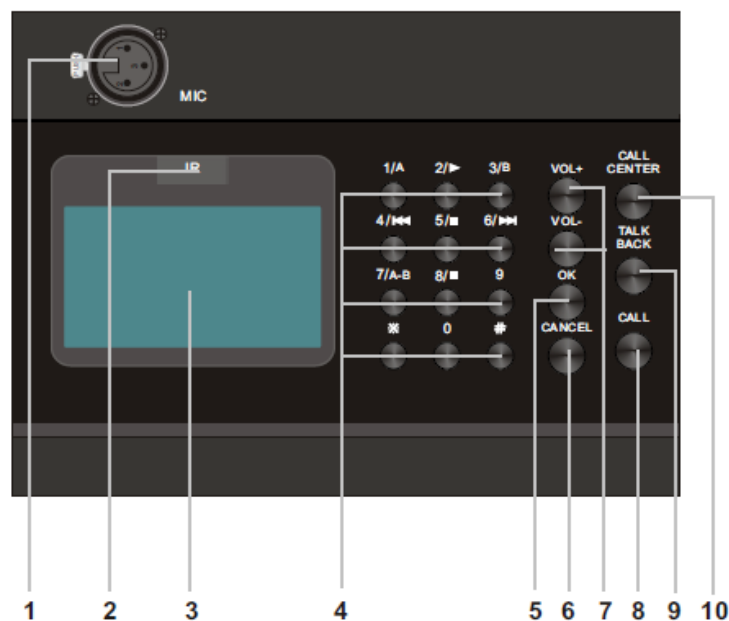 MIC
IR
1/A 2/▶ 3/B VOL+ CALL CENTER
4/⏮ 5/■ 6/⏭ VOL- TALK BACK
7/A-B 8/■ 9 OK
※ 0 # CANCEL CALL
1 2 3 4 5 6 7 8 9 10